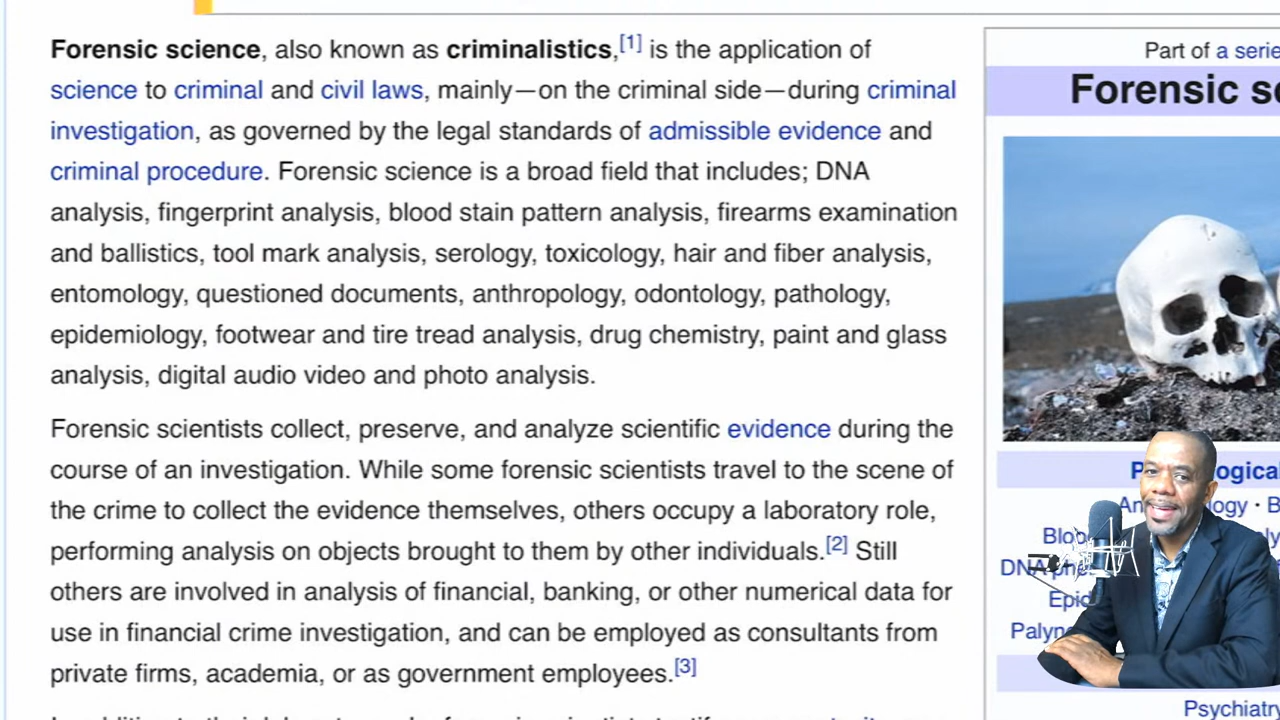 Forensic science, also known as criminalistics,[1] is the application of
science to criminal and civil laws, mainly—on the criminal side—during criminal
investigation, as governed by the legal standards of admissible evidence and
criminal procedure. Forensic science is a broad field that includes; DNA
analysis, fingerprint analysis, blood stain pattern analysis, firearms examination
and ballistics, tool mark analysis, serology, toxicology, hair and fiber analysis,
entomology, questioned documents, anthropology, odontology, pathology,
epidemiology, footwear and tire tread analysis, drug chemistry, paint and glass
analysis, digital audio video and photo analysis.
Forensic scientists collect, preserve, and analyze scientific evidence during the
course of an investigation. While some forensic scientists travel to the scene of
the crime to collect the evidence themselves, others occupy a laboratory role,
performing analysis on objects brought to them by other individuals.[2] Still
others are involved in analysis of financial, banking, or other numerical data for
use in financial crime investigation, and can be employed as consultants from
private firms, academia, or as government employees.[3]
Part of a serie
Forensic s
Psychiatry